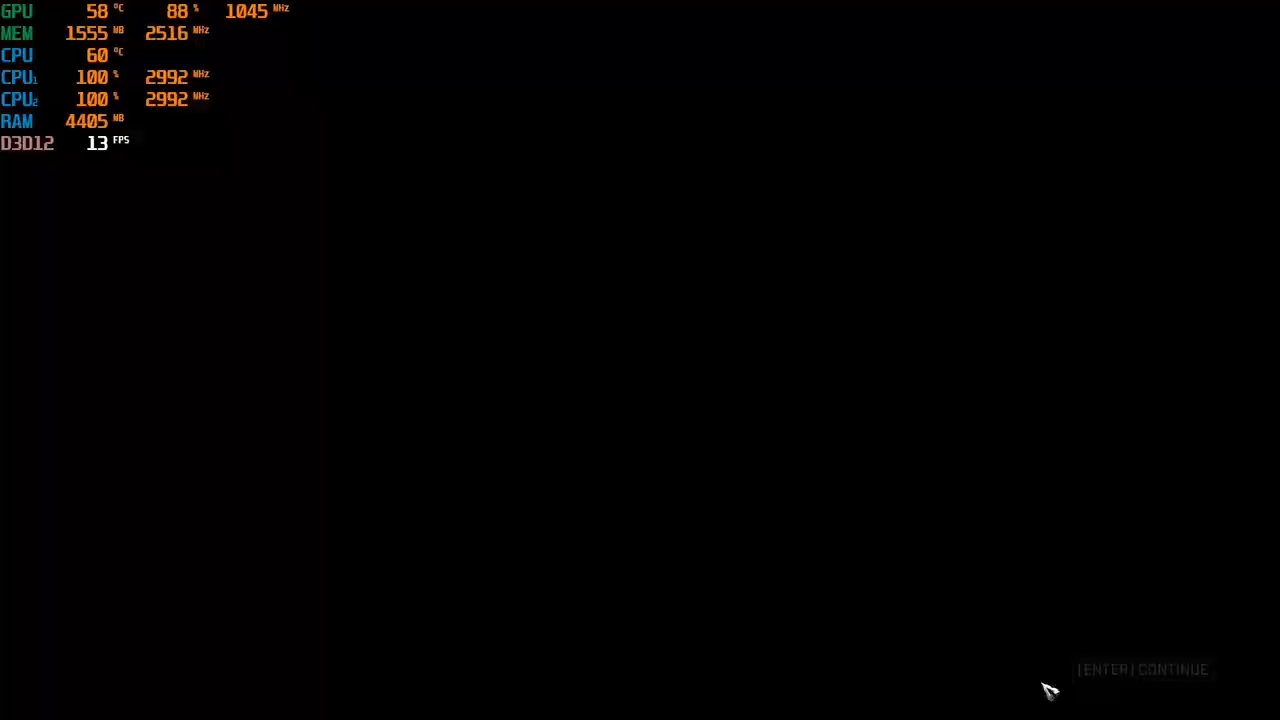 GPU 58 °C 88 % 1045 MHz
MEM 1555 MB 2516 MHz
CPU 60 °C
CPU1 100 % 2992 MHz
CPU2 100 % 2992 MHz
RAM 4405 MB
D3D12 13 FPS
[ENTER] CONTINUE